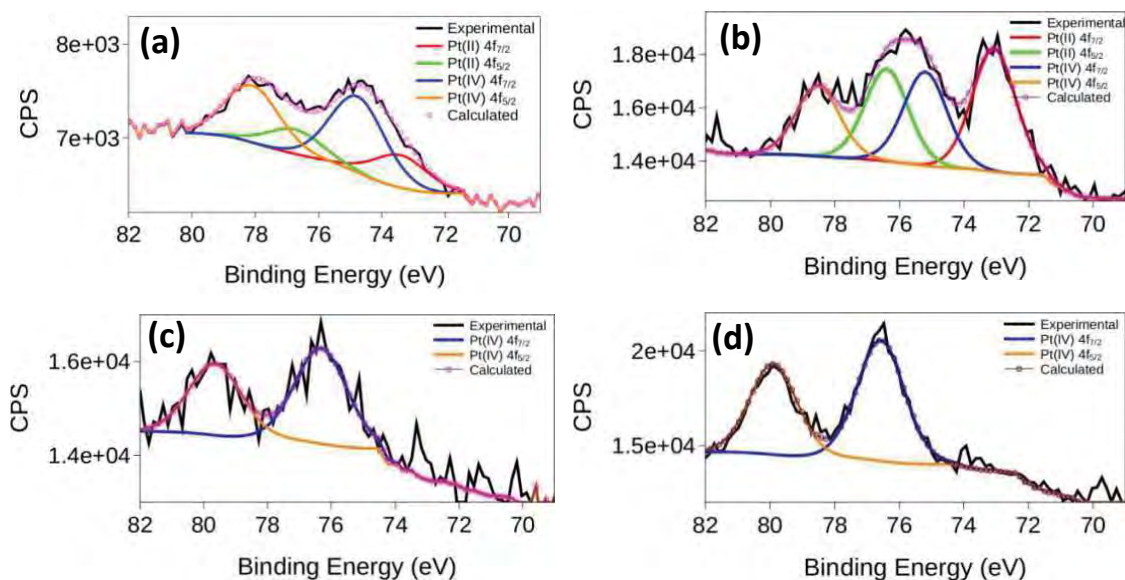 (a)
Experimental
Pt(II) 4f₇/₂
Pt(II) 4f₅/₂
Pt(IV) 4f₇/₂
Pt(IV) 4f₅/₂
Calculated
8e+03
7e+03
CPS
82 80 78 76 74 72 70
Binding Energy (eV)
(b)
Experimental
Pt(II) 4f₇/₂
Pt(II) 4f₅/₂
Pt(IV) 4f₇/₂
Pt(IV) 4f₅/₂
Calculated
1.8e+04
1.6e+04
1.4e+04
CPS
82 80 78 76 74 72 70
Binding Energy (eV)
(c)
Experimental
Pt(IV) 4f₇/₂
Pt(IV) 4f₅/₂
Calculated
1.6e+04
1.4e+04
CPS
82 80 78 76 74 72 70
Binding Energy (eV)
(d)
Experimental
Pt(IV) 4f₇/₂
Pt(IV) 4f₅/₂
Calculated
2e+04
1.5e+04
CPS
82 80 78 76 74 72 70
Binding Energy (eV)